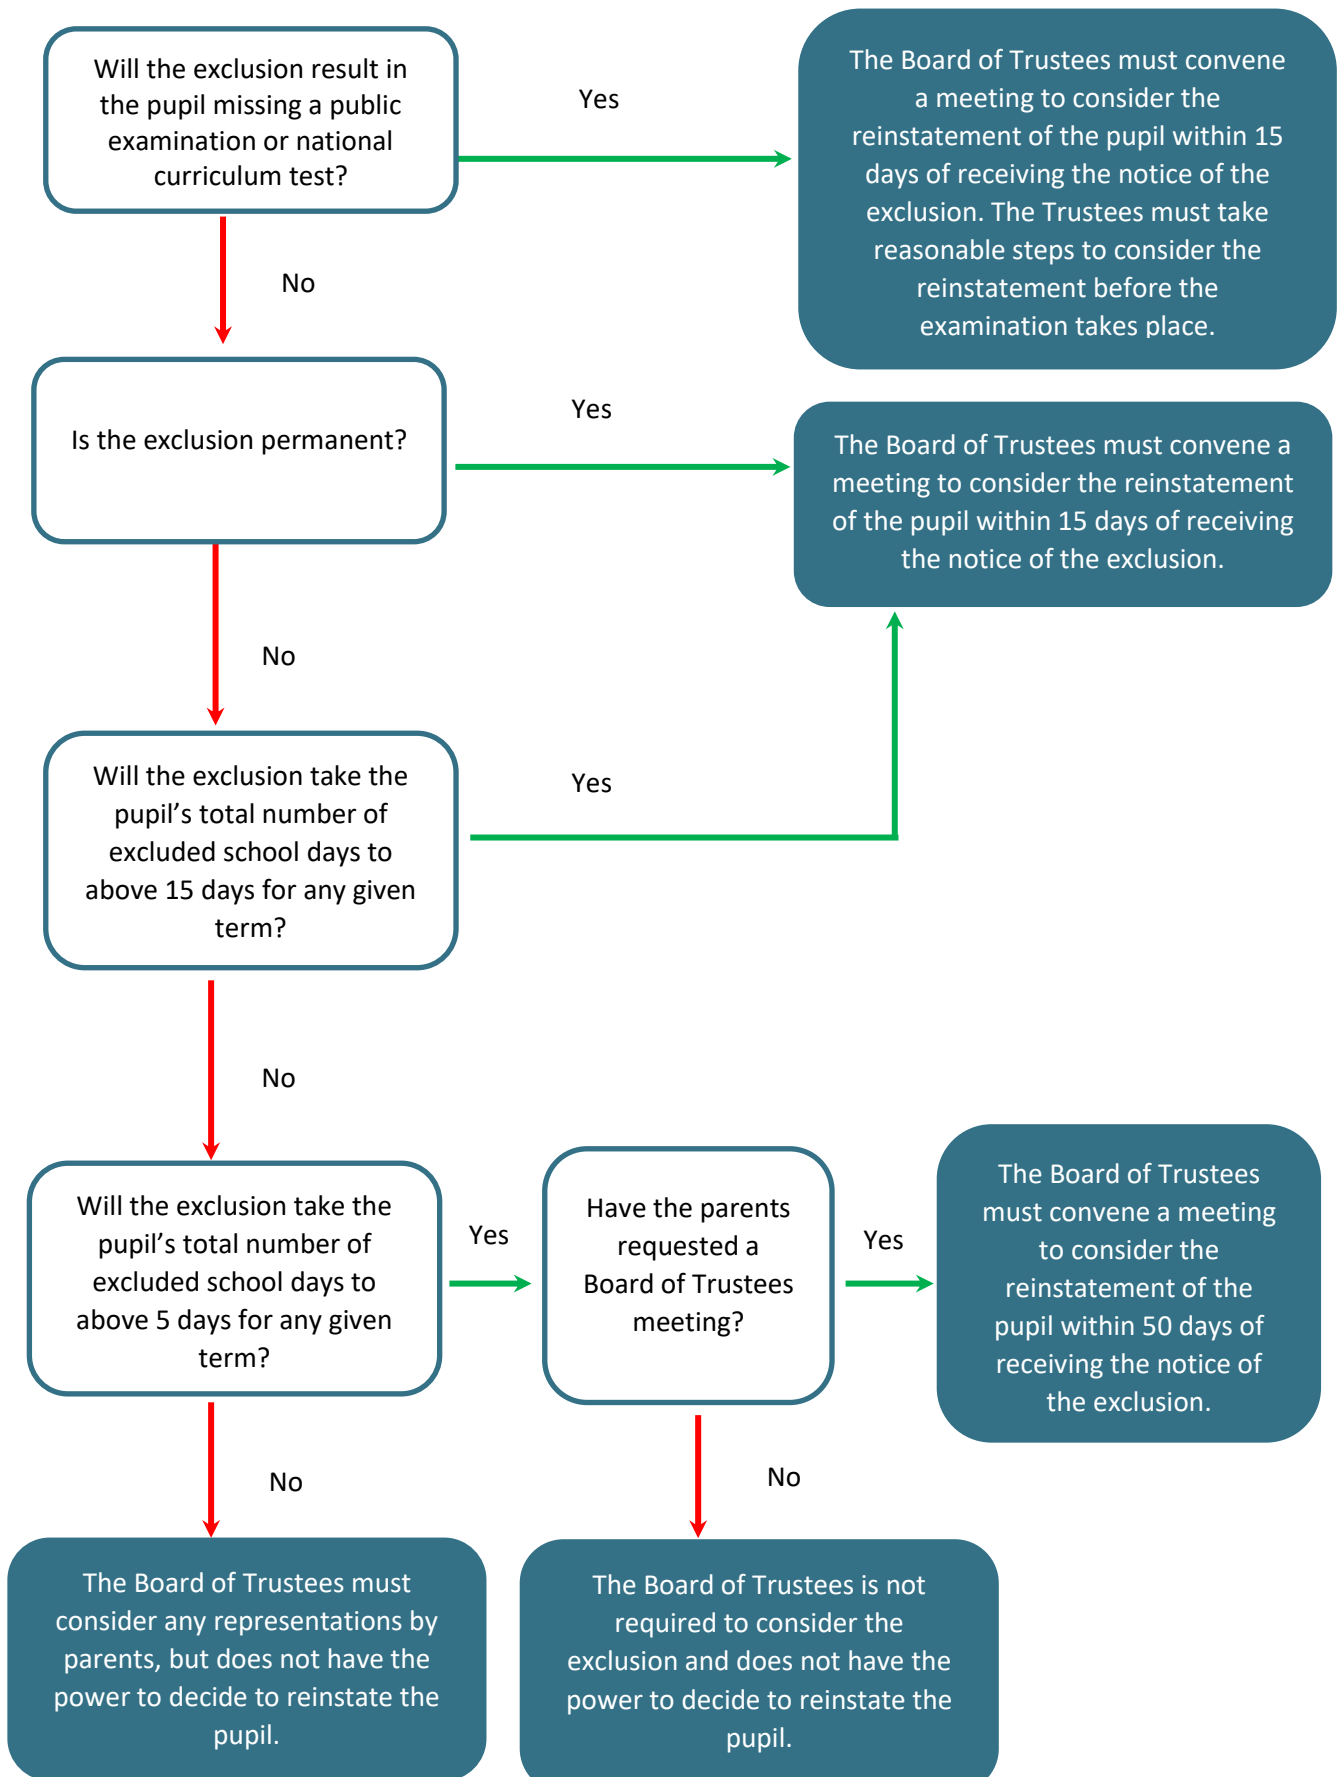 Will the exclusion result in
the pupil missing a public
examination or national
curriculum test?
Yes
The Board of Trustees must convene
a meeting to consider the
reinstatement of the pupil within 15
days of receiving the notice of the
exclusion. The Trustees must take
reasonable steps to consider the
reinstatement before the
examination takes place.
No
Is the exclusion permanent?
Yes
The Board of Trustees must convene a
meeting to consider the reinstatement
of the pupil within 15 days of receiving
the notice of the exclusion.
No
Will the exclusion take the
pupil’s total number of
excluded school days to
above 15 days for any given
term?
Yes
No
Will the exclusion take the
pupil’s total number of
excluded school days to
above 5 days for any given
term?
Yes
Have the parents
requested a
Board of Trustees
meeting?
Yes
The Board of Trustees
must convene a meeting
to consider the
reinstatement of the
pupil within 50 days of
receiving the notice of
the exclusion.
No
No
The Board of Trustees must
consider any representations by
parents, but does not have the
power to decide to reinstate the
pupil.
The Board of Trustees is not
required to consider the
exclusion and does not have the
power to decide to reinstate the
pupil.